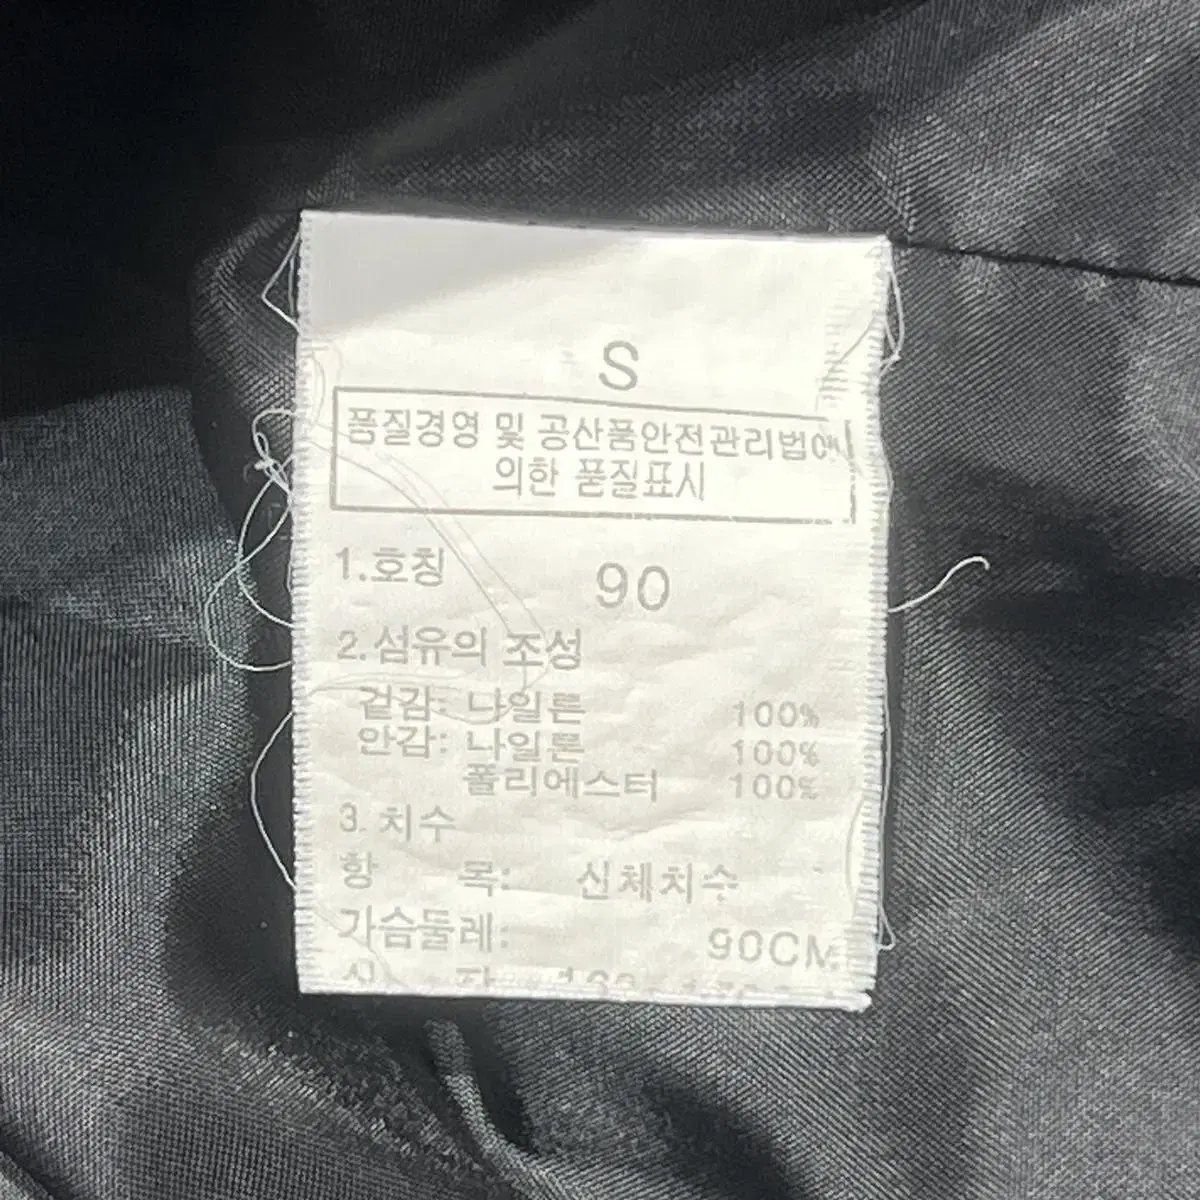 S
품질경영 및 공산품안전관리법에
의한 품질표시
1.호칭 90
2.섬유의 조성
겉감: 나일론 100%
안감: 나일론 100%
폴리에스터 100%
3. 치수
항 목: 신체치수
가슴둘레: 90CM